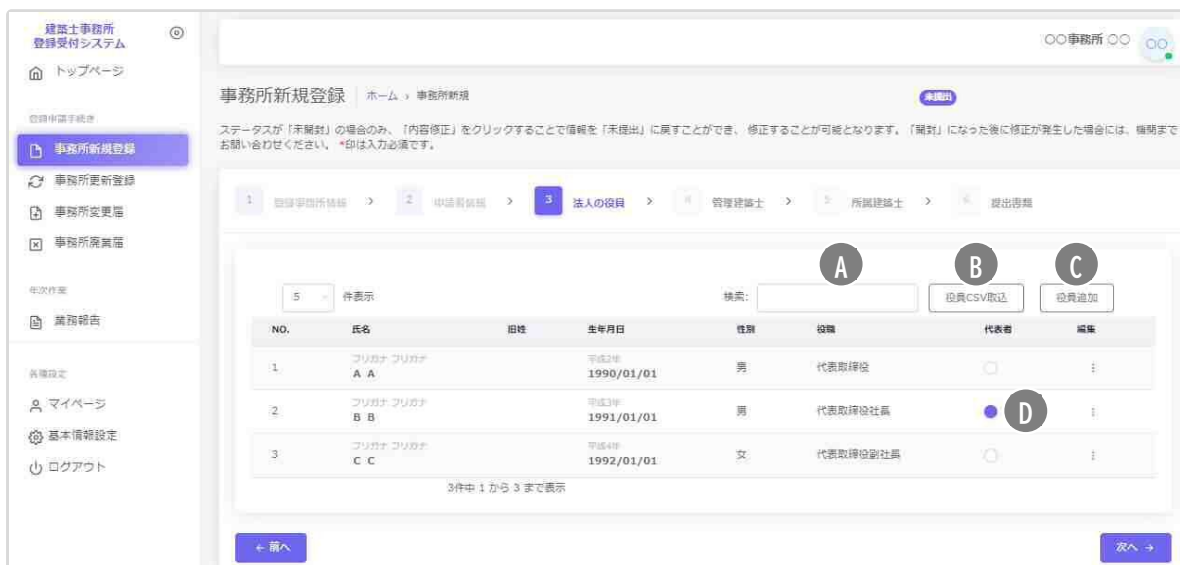 建築士事務所
登録受付システム
トップページ
登録申請手続き
事務所新規登録
事務所更新登録
事務所変更届
事務所廃業届
年次作業
業務報告
各種設定
マイページ
基本情報設定
ログアウト
〇〇事務所 〇〇
〇〇
事務所新規登録 ホーム › 事務所新規 未提出
ステータスが「未開封」の場合のみ、「内容修正」をクリックすることで情報を「未提出」に戻すことができ、修正することが可能となります。「開封」になった後に修正が発生した場合には、機関まで
お問い合わせください。 *印は入力必須です。
1 登録事務所情報 › 2 申請者情報 › 3 法人の役員 › 4 管理建築士 › 5 所属建築士 › 6 提出書類
A B C
5 件表示 検索: 役員CSV取込 役員追加
NO. 氏名 旧姓 生年月日 性別 役職 代表者 編集
フリガナ フリガナ 平成2年
1 A A 1990/01/01 男 代表取締役
フリガナ フリガナ 平成3年
2 B B 1991/01/01 男 代表取締役社長 D
フリガナ フリガナ 平成4年
3 C C 1992/01/01 女 代表取締役副社長
3件中 1 から 3 まで表示
← 前へ 次へ →